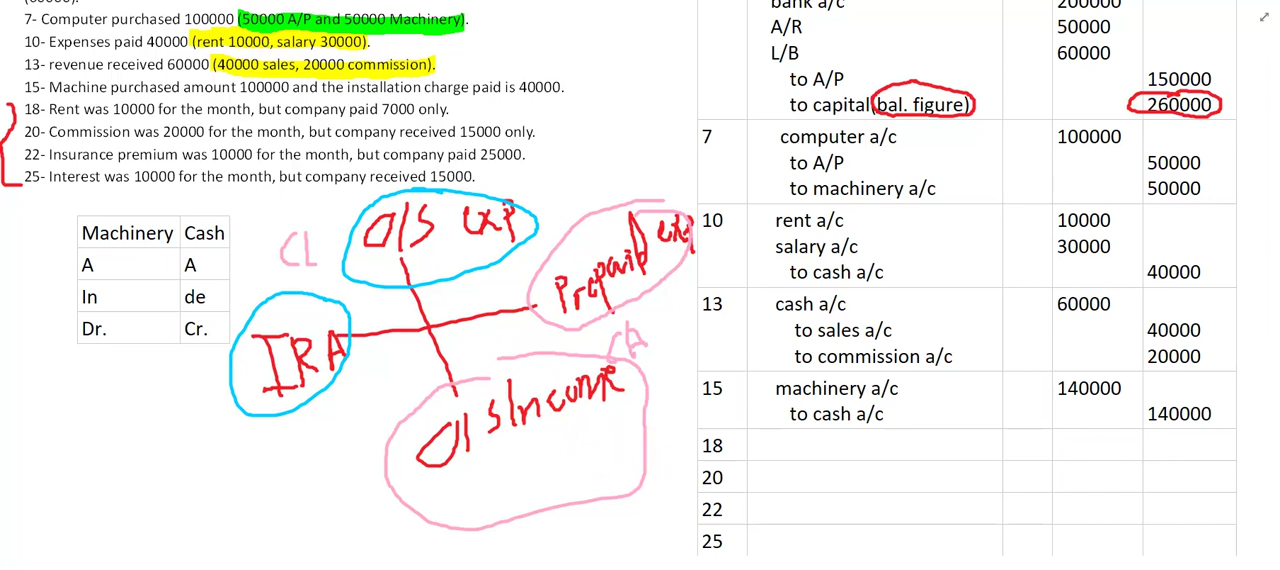 7- Computer purchased 100000 (50000 A/P and 50000 Machinery).
10- Expenses paid 40000 (rent 10000, salary 30000).
13- revenue received 60000 (40000 sales, 20000 commission).
15- Machine purchased amount 100000 and the installation charge paid is 40000.
18- Rent was 10000 for the month, but company paid 7000 only.
20- Commission was 20000 for the month, but company received 15000 only.
22- Insurance premium was 10000 for the month, but company paid 25000.
25- Interest was 10000 for the month, but company received 15000.
Machinery Cash
A A
In de
Dr. Cr.
CL
O/S exp
Prepaid exp
IRA
CA
O/S Income
bank a/c 200000
A/R 50000
L/B 60000
to A/P 150000
to capital (bal. figure) 260000
7 computer a/c 100000
to A/P 50000
to machinery a/c 50000
10 rent a/c 10000
salary a/c 30000
to cash a/c 40000
13 cash a/c 60000
to sales a/c 40000
to commission a/c 20000
15 machinery a/c 140000
to cash a/c 140000
18
20
22
25